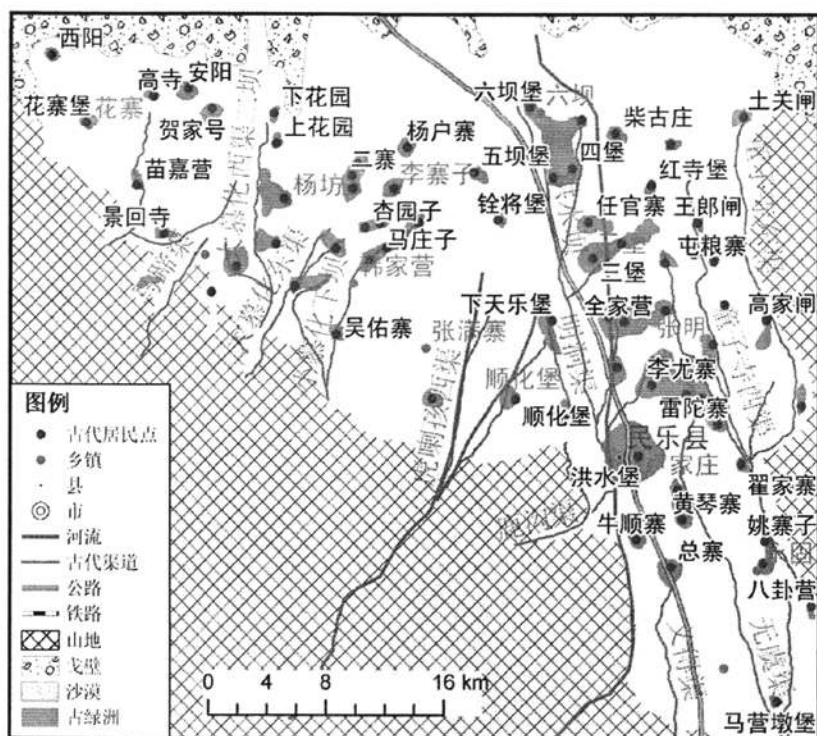 西阳
高寺
安阳
花寨堡
花寨
贺家号
下花园
上花园
杨户寨
六坝堡
六坝
柴古庄
土关闸
苗嘉营
二寨
李寨子
杨坊
五坝堡
四堡
红寺堡
景回寺
杏园子
铨将堡
任官寨
王郎闸
马庄子
韩家营
屯粮寨
三堡
吴佑寨
张满寨
下天乐堡
全家营
张明
高家闸
顺化堡
顺化堡
李尤寨
雷陀寨
民乐县
家庄
洪水堡
翟家寨
黄琴寨
牛顺寨
姚寨子
总寨
八卦营
马营墩堡
图例
古代居民点
乡镇
县
市
河流
古代渠道
公路
铁路
山地
戈壁
沙漠
古绿洲
0 4 8 16 km